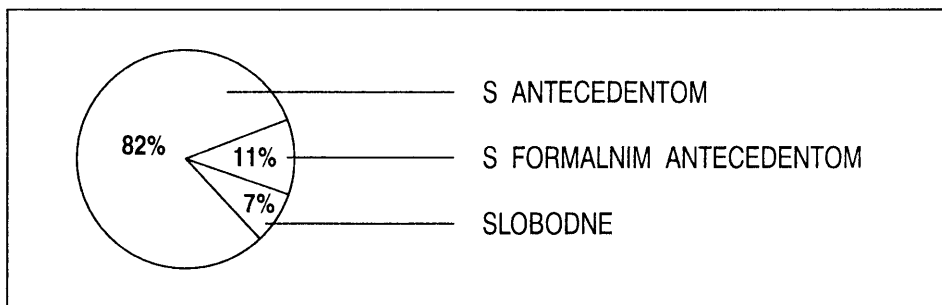 S ANTECEDENTOM
82%
11%
S FORMALNIM ANTECEDENTOM
7%
SLOBODNE